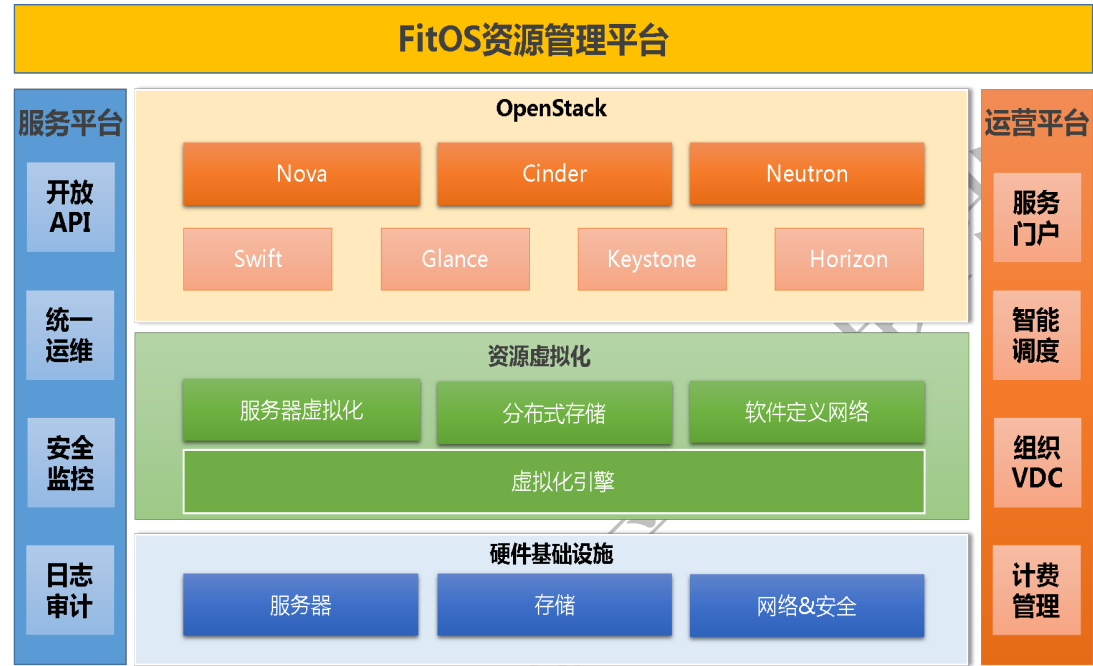 FitOS资源管理平台
服务平台
开放
API
统一
运维
安全
监控
日志
审计
OpenStack
Nova
Cinder
Neutron
Swift
Glance
Keystone
Horizon
资源虚拟化
服务器虚拟化
分布式存储
软件定义网络
虚拟化引擎
硬件基础设施
服务器
存储
网络&安全
运营平台
服务
门户
智能
调度
组织
VDC
计费
管理